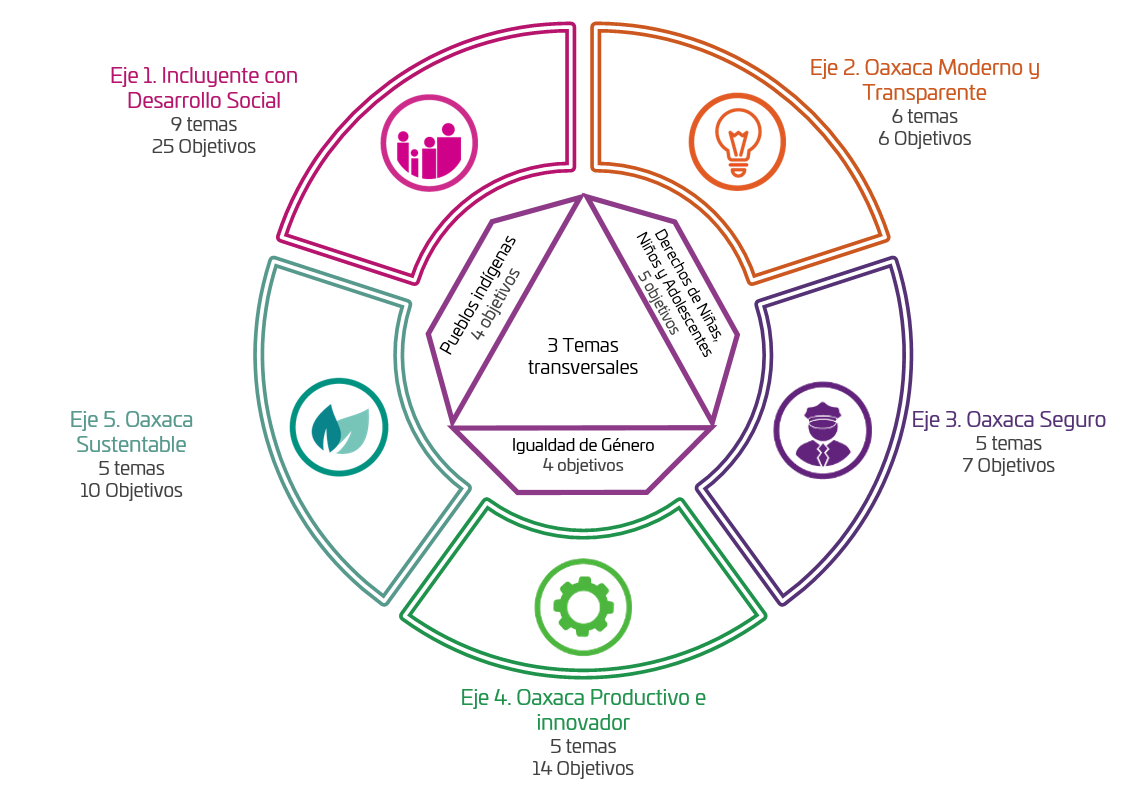 Eje 1. Incluyente con
Desarrollo Social
9 temas
25 Objetivos
Eje 2. Oaxaca Moderno y
Transparente
6 temas
6 Objetivos
Pueblos indígenas
4 objetivos
Derechos de Niñas,
Niños y Adolescentes
5 objetivos
3 Temas
transversales
Igualdad de Género
4 objetivos
Eje 5. Oaxaca
Sustentable
5 temas
10 Objetivos
Eje 3. Oaxaca Seguro
5 temas
7 Objetivos
Eje 4. Oaxaca Productivo e
innovador
5 temas
14 Objetivos